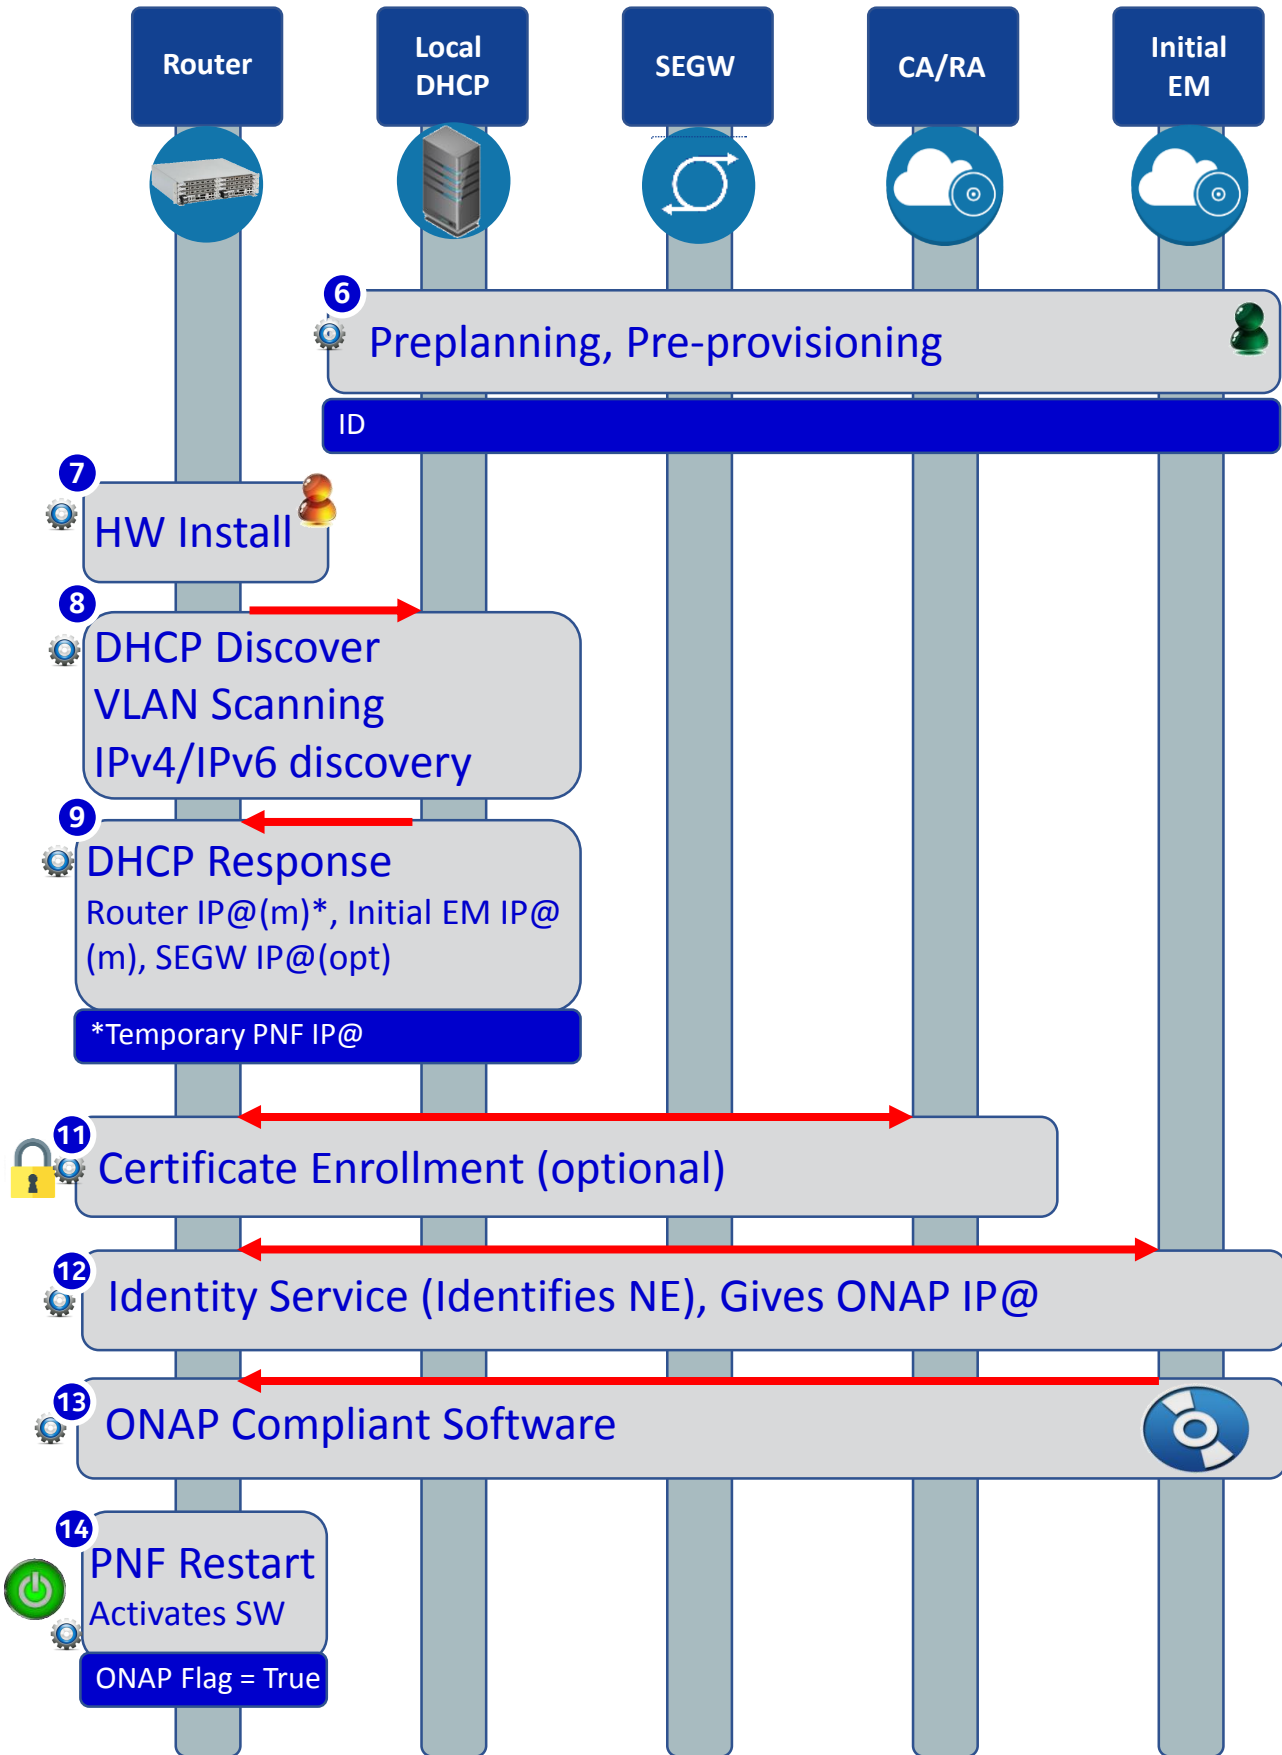 Router
Local
DHCP
SEGW
CA/RA
Initial
EM
6
Preplanning, Pre-provisioning
ID
7
HW Install
8
DHCP Discover
VLAN Scanning
IPv4/IPv6 discovery
9
DHCP Response
Router IP@(m)*, Initial EM IP@
(m), SEGW IP@(opt)
*Temporary PNF IP@
11
Certificate Enrollment (optional)
12
Identity Service (Identifies NE), Gives ONAP IP@
13
ONAP Compliant Software
14
PNF Restart
Activates SW
ONAP Flag = True